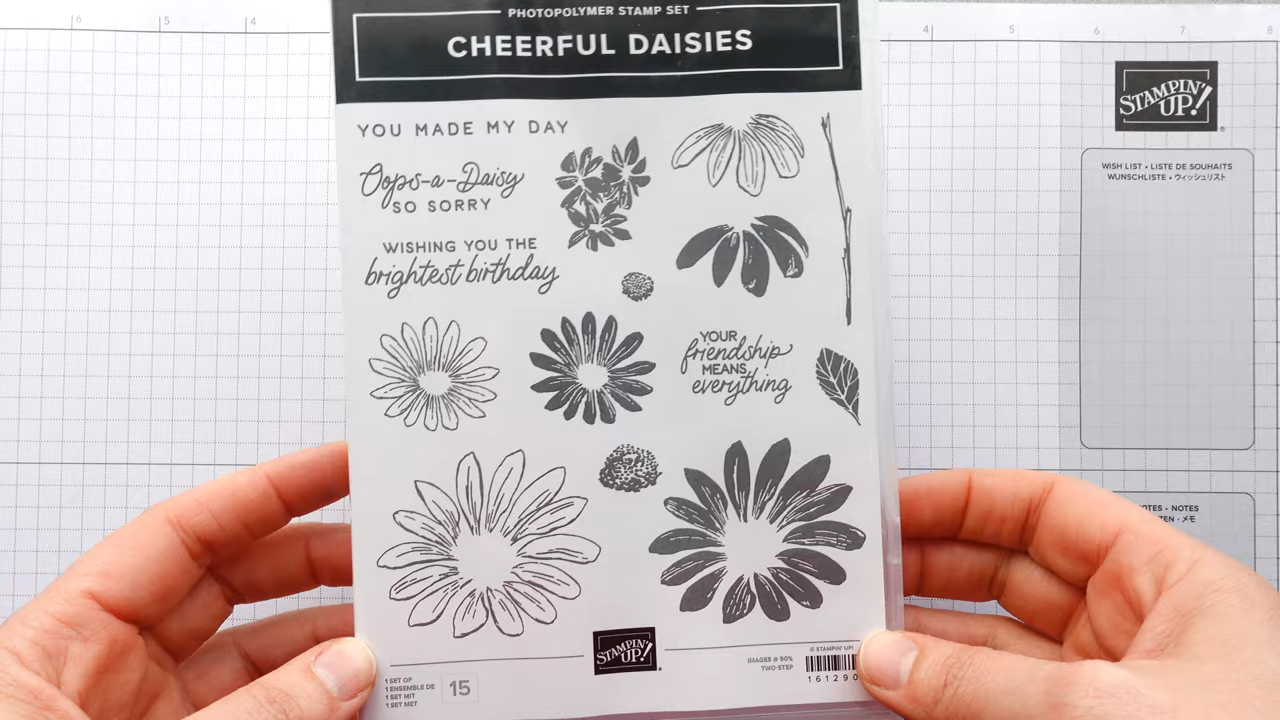 PHOTOPOLYMER STAMP SET
CHEERFUL DAISIES
YOU MADE MY DAY
Oops-a-Daisy
SO SORRY
WISHING YOU THE
brightest birthday
YOUR
friendship
MEANS
everything
STAMPIN' UP!
1 SET OF
1 ENSEMBLE DE
1 SET MIT
1 SET MET
15
IMAGES @ 90%
TWO-STEP
© STAMPIN' UP!
161290
6
5
4
4
5
6
7
8
STAMPIN' UP!
WISH LIST • LISTE DE SOUHAITS
WUNSCHLISTE • ウィッシュリスト
NOTES • NOTES
メモ